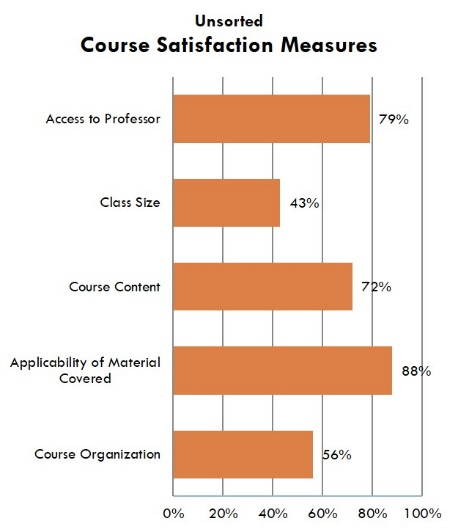 Unsorted
Course Satisfaction Measures
Access to Professor
79%
Class Size
43%
Course Content
72%
Applicability of Material
Covered
88%
Course Organization
56%
0% 20% 40% 60% 80% 100%